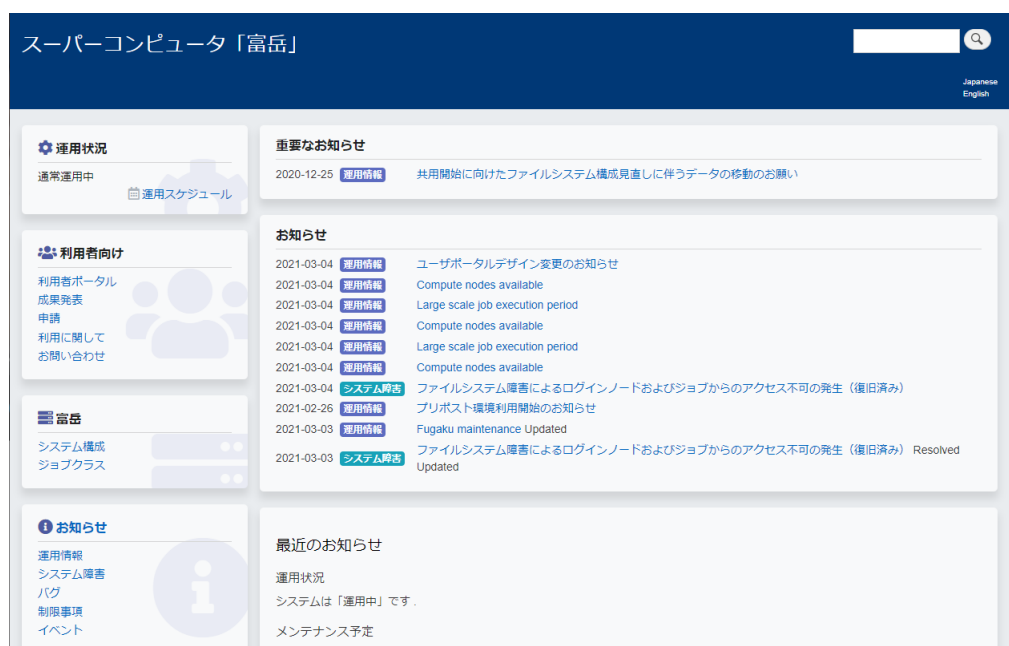 スーパーコンピュータ「富岳」
Japanese
English
運用状況
通常運用中
運用スケジュール
利用者向け
利用者ポータル
成果発表
申請
利用に関して
お問い合わせ
富岳
システム構成
ジョブクラス
お知らせ
運用情報
システム障害
バグ
制限事項
イベント
重要なお知らせ
2020-12-25 運用情報 共用開始に向けたファイルシステム構成見直しに伴うデータの移動のお願い
お知らせ
2021-03-04 運用情報 ユーザポータルデザイン変更のお知らせ
2021-03-04 運用情報 Compute nodes available
2021-03-04 運用情報 Large scale job execution period
2021-03-04 運用情報 Compute nodes available
2021-03-04 運用情報 Large scale job execution period
2021-03-04 運用情報 Compute nodes available
2021-03-04 システム障害 ファイルシステム障害によるログインノードおよびジョブからのアクセス不可の発生（復旧済み）
2021-02-26 運用情報 プリポスト環境利用開始のお知らせ
2021-03-03 運用情報 Fugaku maintenance Updated
2021-03-03 システム障害 ファイルシステム障害によるログインノードおよびジョブからのアクセス不可の発生（復旧済み） Resolved
Updated
最近のお知らせ
運用状況
システムは「運用中」です .
メンテナンス予定